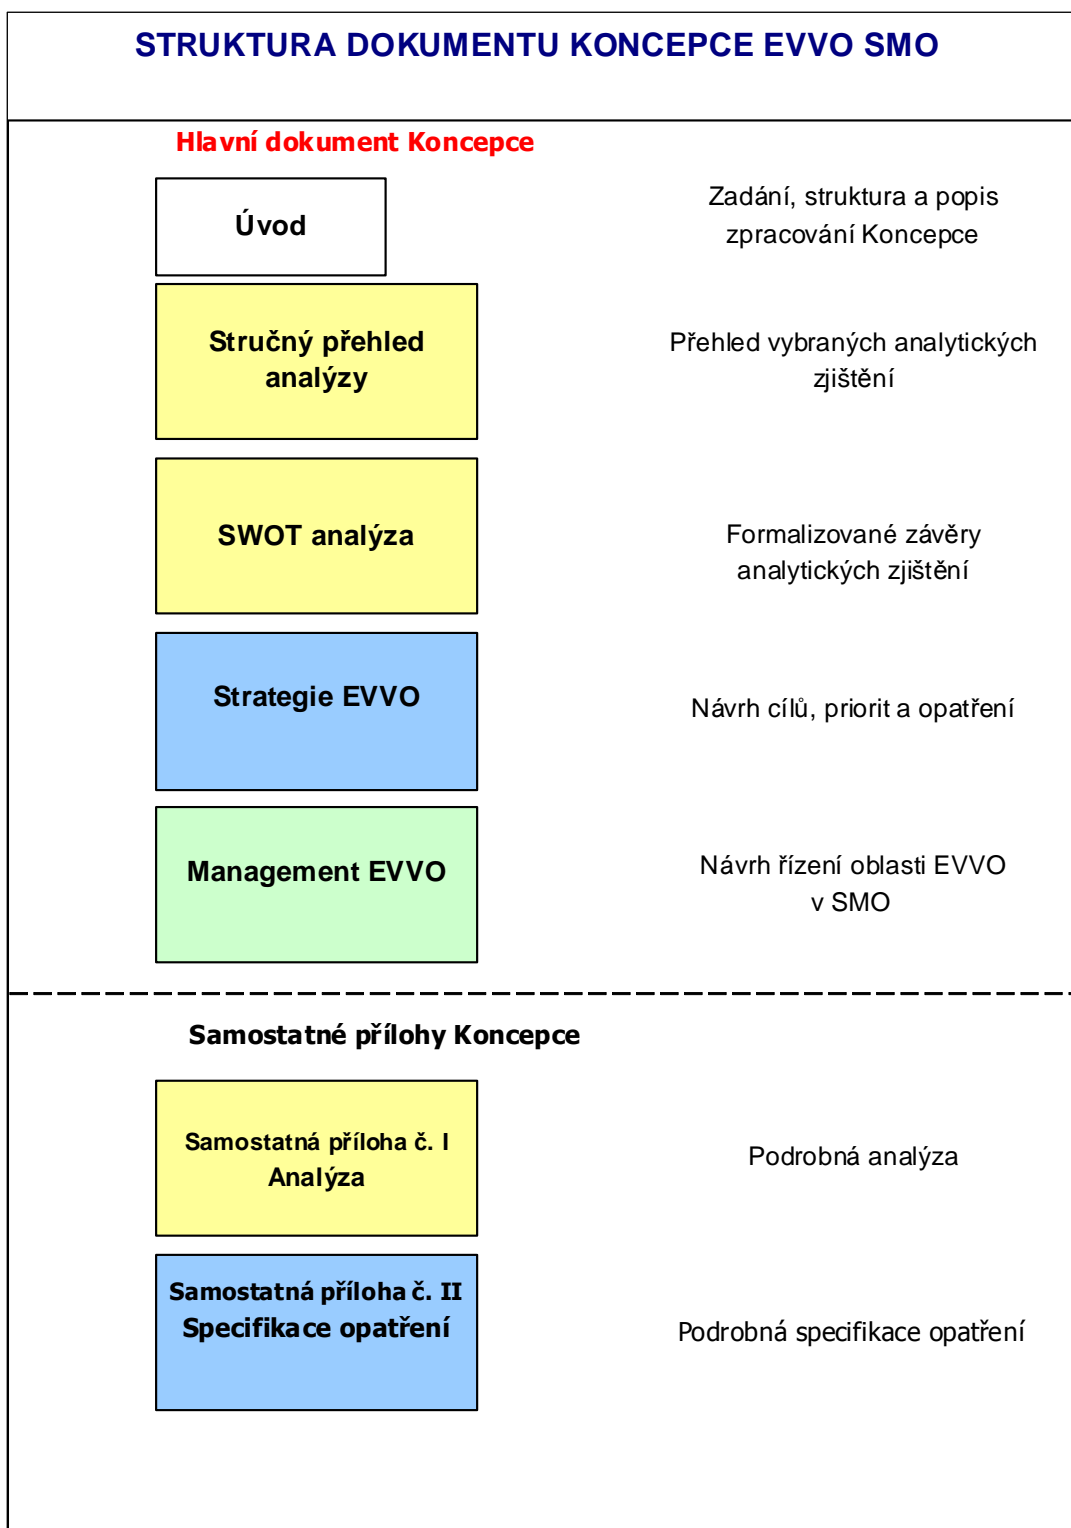 STRUKTURA DOKUMENTU KONCEPCE EVVO SMO
Hlavní dokument Koncepce
Úvod
Zadání, struktura a popis
zpracování Koncepce
Stručný přehled
analýzy
Přehled vybraných analytických
zjištění
SWOT analýza
Formalizované závěry
analytických zjištění
Strategie EVVO
Návrh cílů, priorit a opatření
Management EVVO
Návrh řízení oblasti EVVO
v SMO
Samostatné přílohy Koncepce
Samostatná příloha č. I
Analýza
Podrobná analýza
Samostatná příloha č. II
Specifikace opatření
Podrobná specifikace opatření